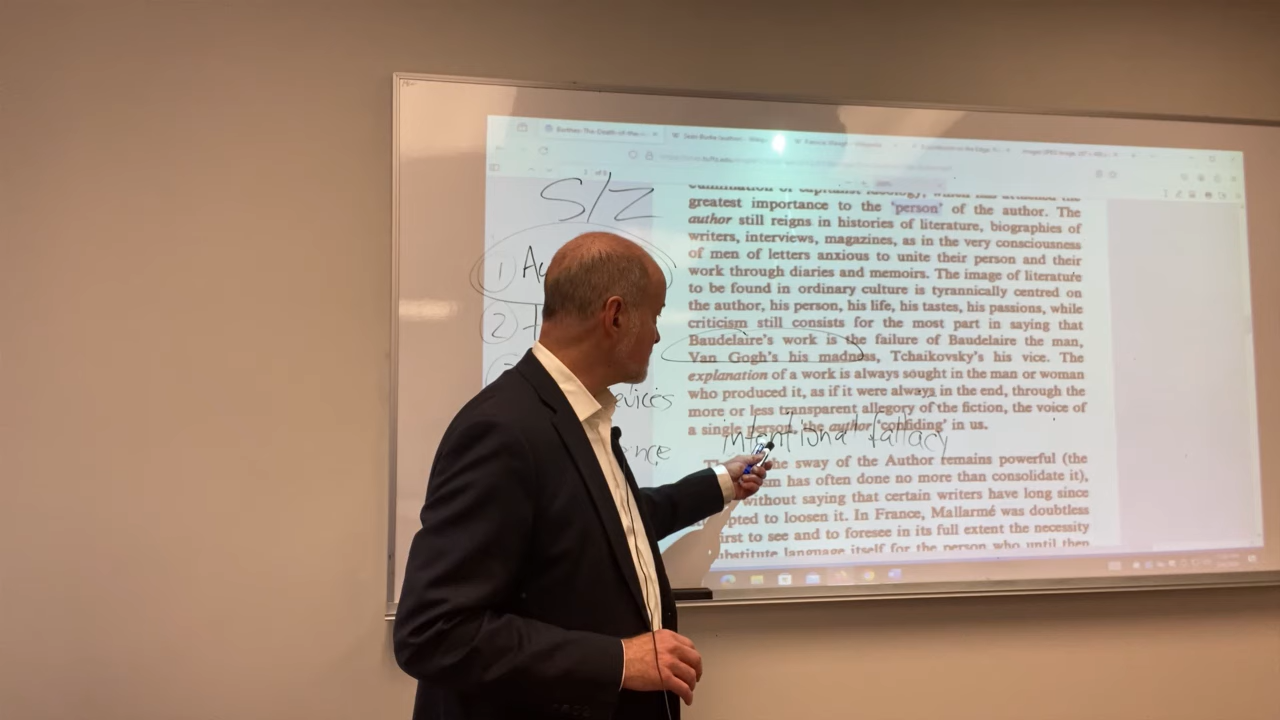 Barthes-The-Death-of-the
S/Z
1
2
evices
ence
greatest importance to the 'person' of the author. The
author still reigns in histories of literature, biographies of
writers, interviews, magazines, as in the very consciousness
of men of letters anxious to unite their person and their
work through diaries and memoirs. The image of literature
to be found in ordinary culture is tyrannically centred on
the author, his person, his life, his tastes, his passions, while
criticism still consists for the most part in saying that
Baudelaire's work is the failure of Baudelaire the man,
Van Gogh's his madness, Tchaikovsky's his vice. The
explanation of a work is always sought in the man or woman
who produced it, as if it were always in the end, through the
more or less transparent allegory of the fiction, the voice of
a single person, the author 'confiding' in us.
intentional fallacy
the sway of the Author remains powerful (the
has often done no more than consolidate it),
without saying that certain writers have long since
to loosen it. In France, Mallarmé was doubtless
to see and to foresee in its full extent the necessity
language itself for the person who until then